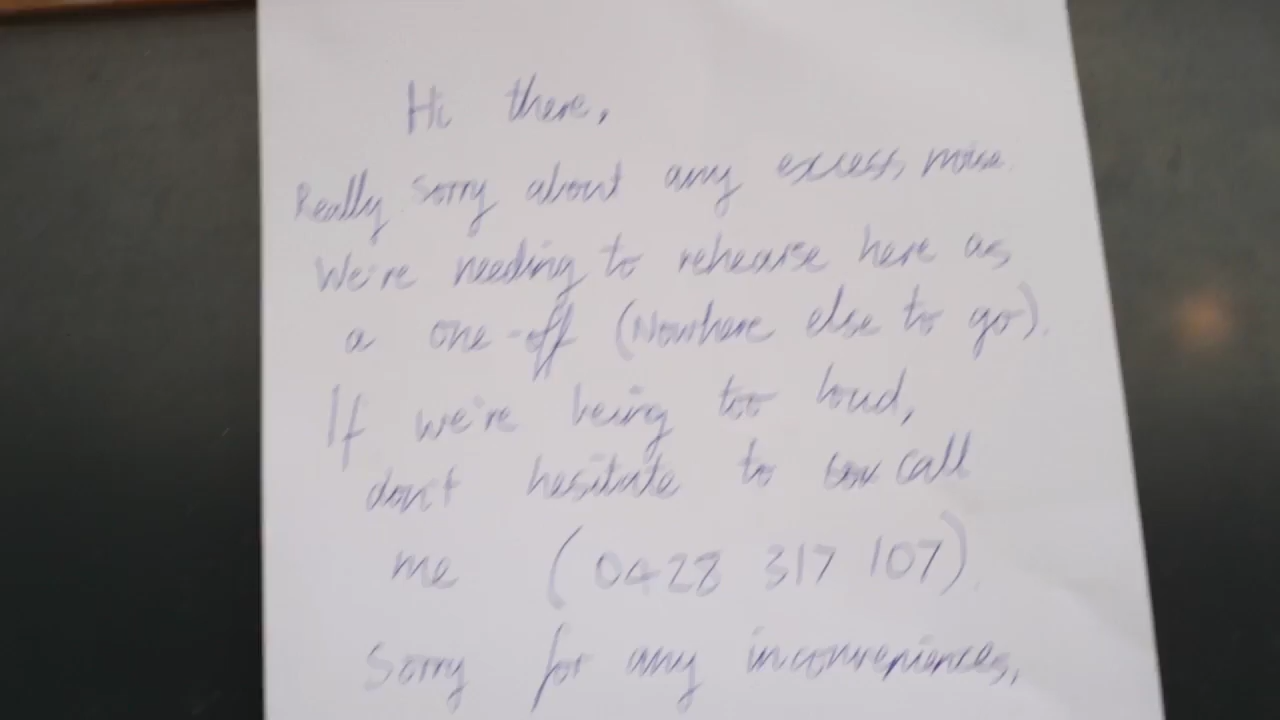 Hi there,
Really sorry about any excess noise.
We're needing to rehearse here as
a one-off (Nowhere else to go).
If we're being too loud,
don't hesitate to call
me (0428 317 107).
Sorry for any inconveniences,